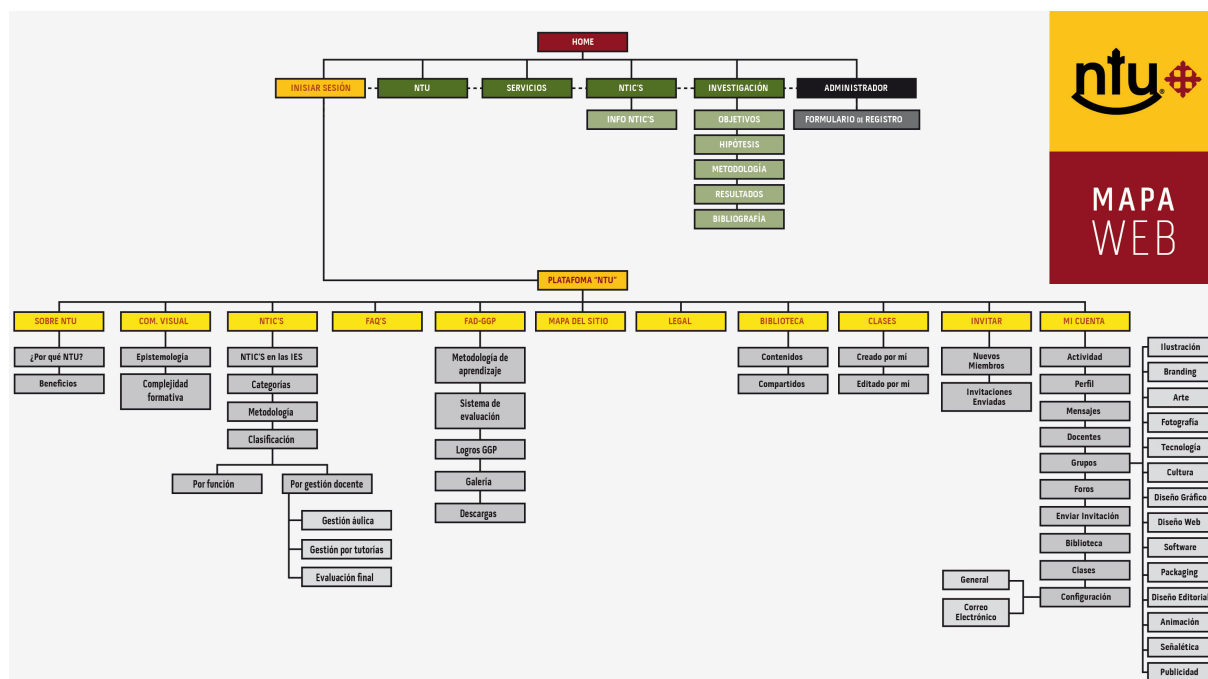 HOME
INISIAR SESIÓN
NTU
SERVICIOS
NTIC'S
INVESTIGACIÓN
ADMINISTRADOR
INFO NTIC'S
OBJETIVOS
FORMULARIO DE REGISTRO
HIPÓTESIS
METODOLOGÍA
RESULTADOS
BIBLIOGRAFÍA
ntu
MAPA
WEB
PLATAFOMA "NTU"
SOBRE NTU
COM. VISUAL
NTIC'S
FAQ'S
FAD-GGP
MAPA DEL SITIO
LEGAL
BIBLIOTECA
CLASES
INVITAR
MI CUENTA
¿Por qué NTU?
Beneficios
Epistemología
Complejidad
formativa
NTIC'S en las IES
Categorías
Metodología
Clasificación
Por función
Por gestión docente
Gestión áulica
Gestión por tutorías
Evaluación final
Metodología de
aprendizaje
Sistema de
evaluación
Logros GGP
Galería
Descargas
Contenidos
Compartidos
Creado por mi
Editado por mi
Nuevos
Miembros
Invitaciones
Enviadas
Actividad
Perfil
Mensajes
Docentes
Grupos
Foros
Enviar Invitación
Biblioteca
Clases
Configuración
General
Correo
Electrónico
Ilustración
Branding
Arte
Fotografía
Tecnología
Cultura
Diseño Gráfico
Diseño Web
Software
Packaging
Diseño Editorial
Animación
Señalética
Publicidad